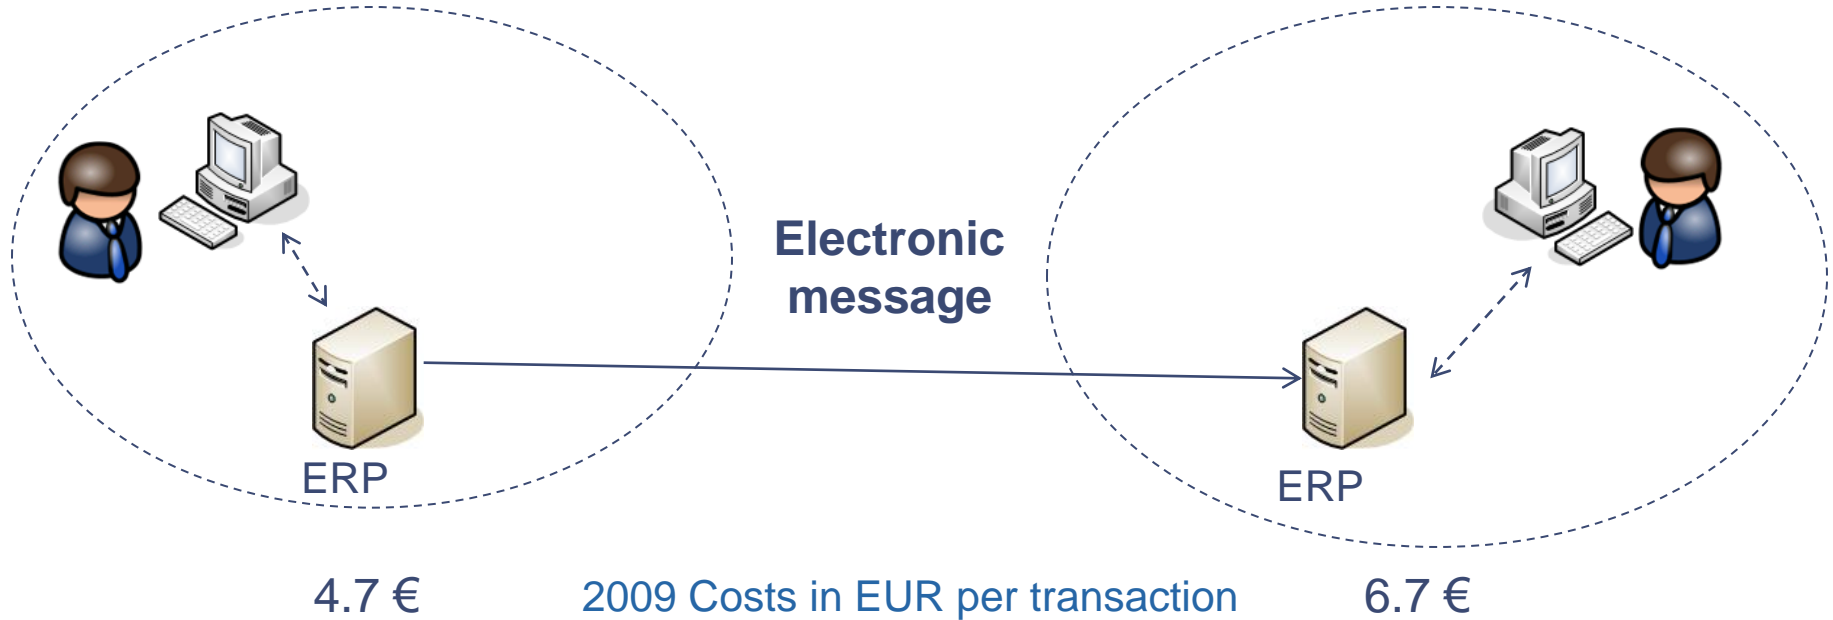 Electronic
message
ERP
ERP
4.7 €
2009 Costs in EUR per transaction
6.7 €